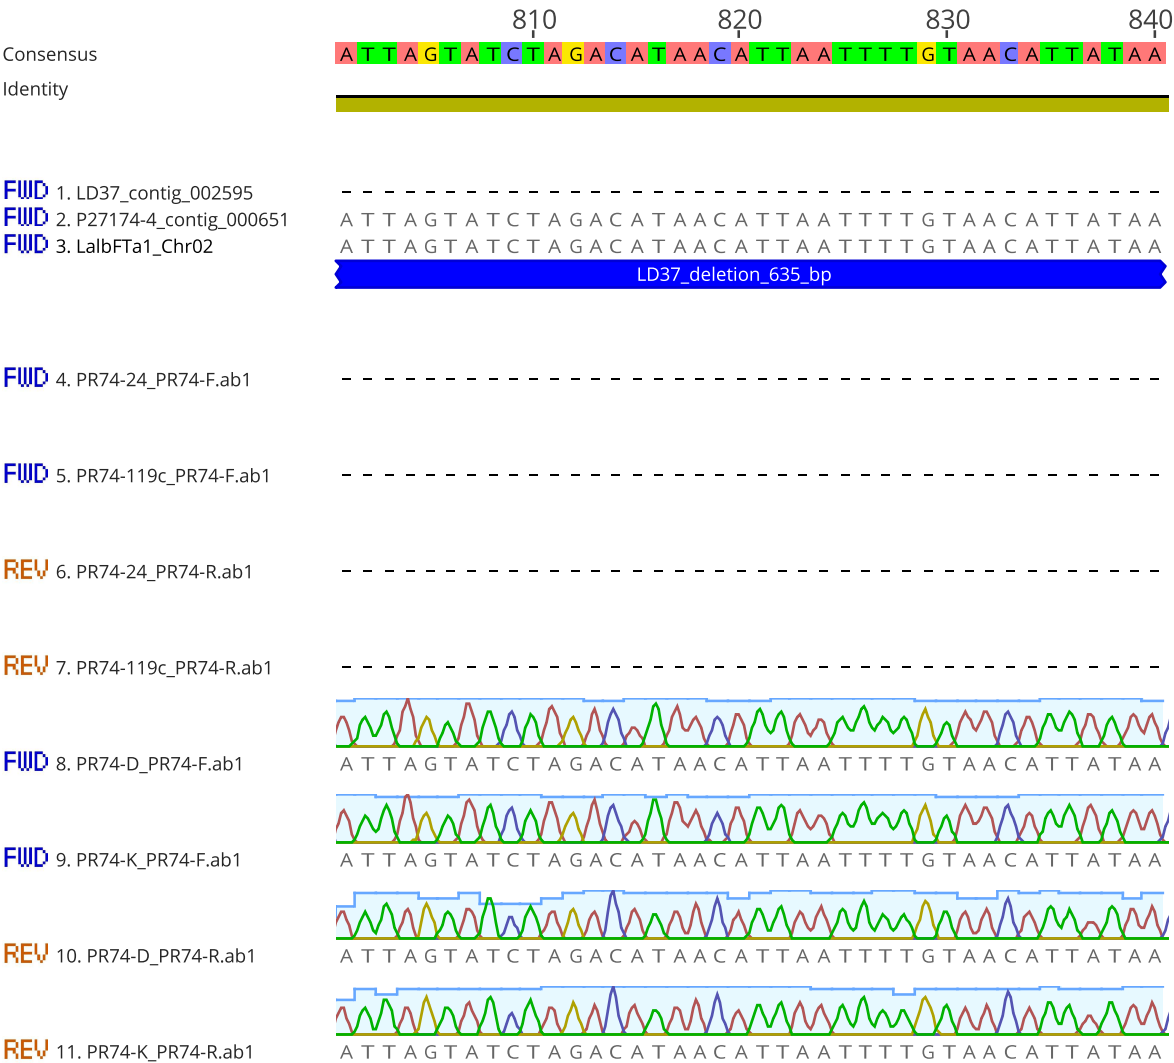 810 820 830 840
Consensus A T T A G T A T C T A G A C A T A A C A T T A A T T T T G T A A C A T T A T A A
Identity
FWD 1. LD37_contig_002595 - - - - - - - - - - - - - - - - - - - - - - - - - - - - - - - - - - - - - - - -
FWD 2. P27174-4_contig_000651 A T T A G T A T C T A G A C A T A A C A T T A A T T T T G T A A C A T T A T A A
FWD 3. LalbFTa1_Chr02 A T T A G T A T C T A G A C A T A A C A T T A A T T T T G T A A C A T T A T A A
LD37_deletion_635_bp
FWD 4. PR74-24_PR74-F.ab1 - - - - - - - - - - - - - - - - - - - - - - - - - - - - - - - - - - - - - - - -
FWD 5. PR74-119c_PR74-F.ab1 - - - - - - - - - - - - - - - - - - - - - - - - - - - - - - - - - - - - - - - -
REV 6. PR74-24_PR74-R.ab1 - - - - - - - - - - - - - - - - - - - - - - - - - - - - - - - - - - - - - - - -
REV 7. PR74-119c_PR74-R.ab1 - - - - - - - - - - - - - - - - - - - - - - - - - - - - - - - - - - - - - - - -
FWD 8. PR74-D_PR74-F.ab1 A T T A G T A T C T A G A C A T A A C A T T A A T T T T G T A A C A T T A T A A
FWD 9. PR74-K_PR74-F.ab1 A T T A G T A T C T A G A C A T A A C A T T A A T T T T G T A A C A T T A T A A
REV 10. PR74-D_PR74-R.ab1 A T T A G T A T C T A G A C A T A A C A T T A A T T T T G T A A C A T T A T A A
REV 11. PR74-K_PR74-R.ab1 A T T A G T A T C T A G A C A T A A C A T T A A T T T T G T A A C A T T A T A A